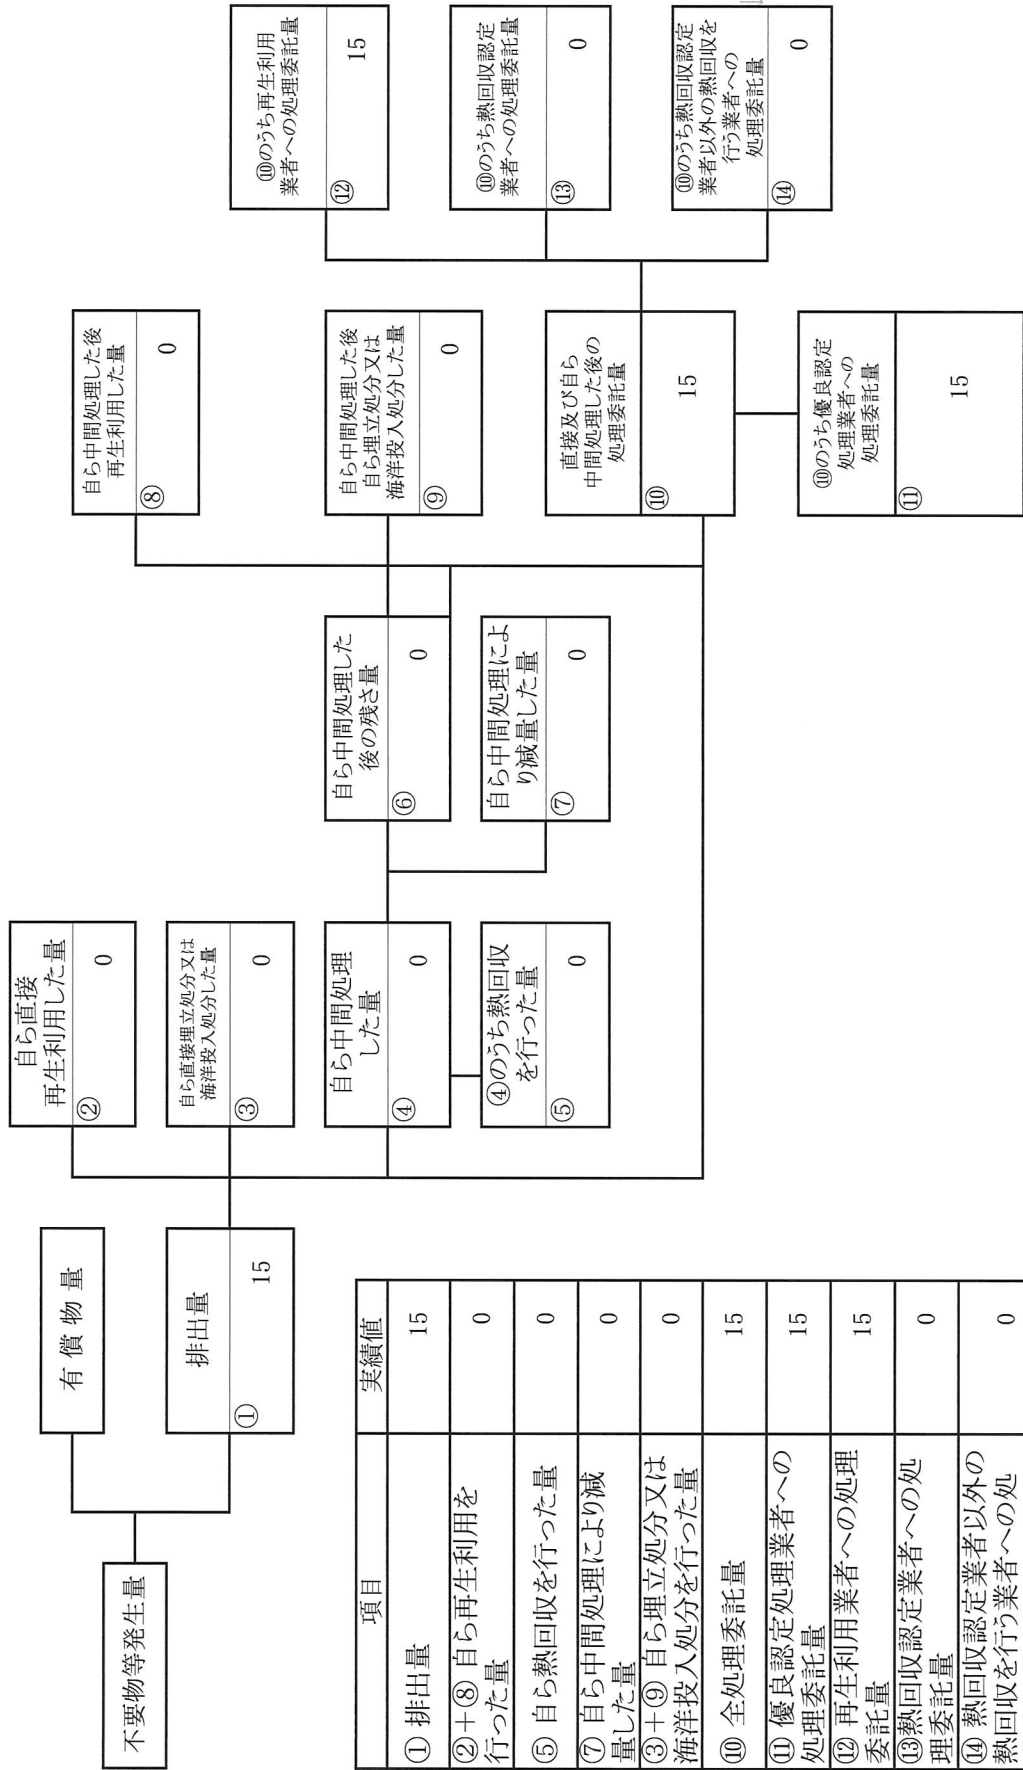 不要物等発生量
有償物量
排出量
①
15
自ら直接
再生利用した量
②
0
自ら直接埋立処分又は
海洋投入処分した量
③
0
自ら中間処理
した量
④
0
④のうち熱回収
を行った量
⑤
0
自ら中間処理した
後の残さ量
⑥
0
自ら中間処理によ
り減量した量
⑦
0
自ら中間処理した後
再生利用した量
⑧
0
自ら中間処理した後
自ら埋立処分又は
海洋投入処分した量
⑨
0
直接及び自ら
中間処理した後の
処理委託量
⑩
15
⑩のうち優良認定
処理業者への
処理委託量
⑪
15
⑩のうち再生利用
業者への処理委託量
⑫
15
⑩のうち熱回収認定
業者への処理委託量
⑬
0
⑩のうち熱回収認定
業者以外の熱回収を
行う業者への
処理委託量
⑭
0
項目 実績値
① 排出量 15
②＋⑧ 自ら再生利用を
行った量 0
⑤ 自ら熱回収を行った量 0
⑦ 自ら中間処理により減
量した量 0
③＋⑨ 自ら埋立処分又は
海洋投入処分を行った量 0
⑩ 全処理委託量 15
⑪ 優良認定処理業者への
処理委託量 15
⑫ 再生利用業者への処理
委託量 15
⑬熱回収認定業者への処
理委託量 0
⑭ 熱回収認定業者以外の
熱回収を行う業者への処 0